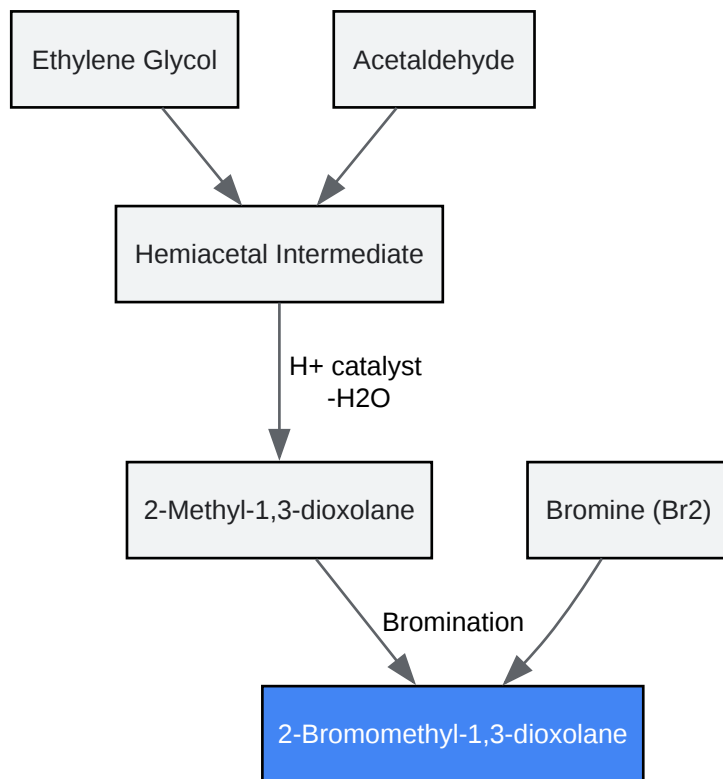 Ethylene Glycol
Acetaldehyde
Hemiacetal Intermediate
H+ catalyst
-H2O
2-Methyl-1,3-dioxolane
Bromine (Br2)
Bromination
2-Bromomethyl-1,3-dioxolane